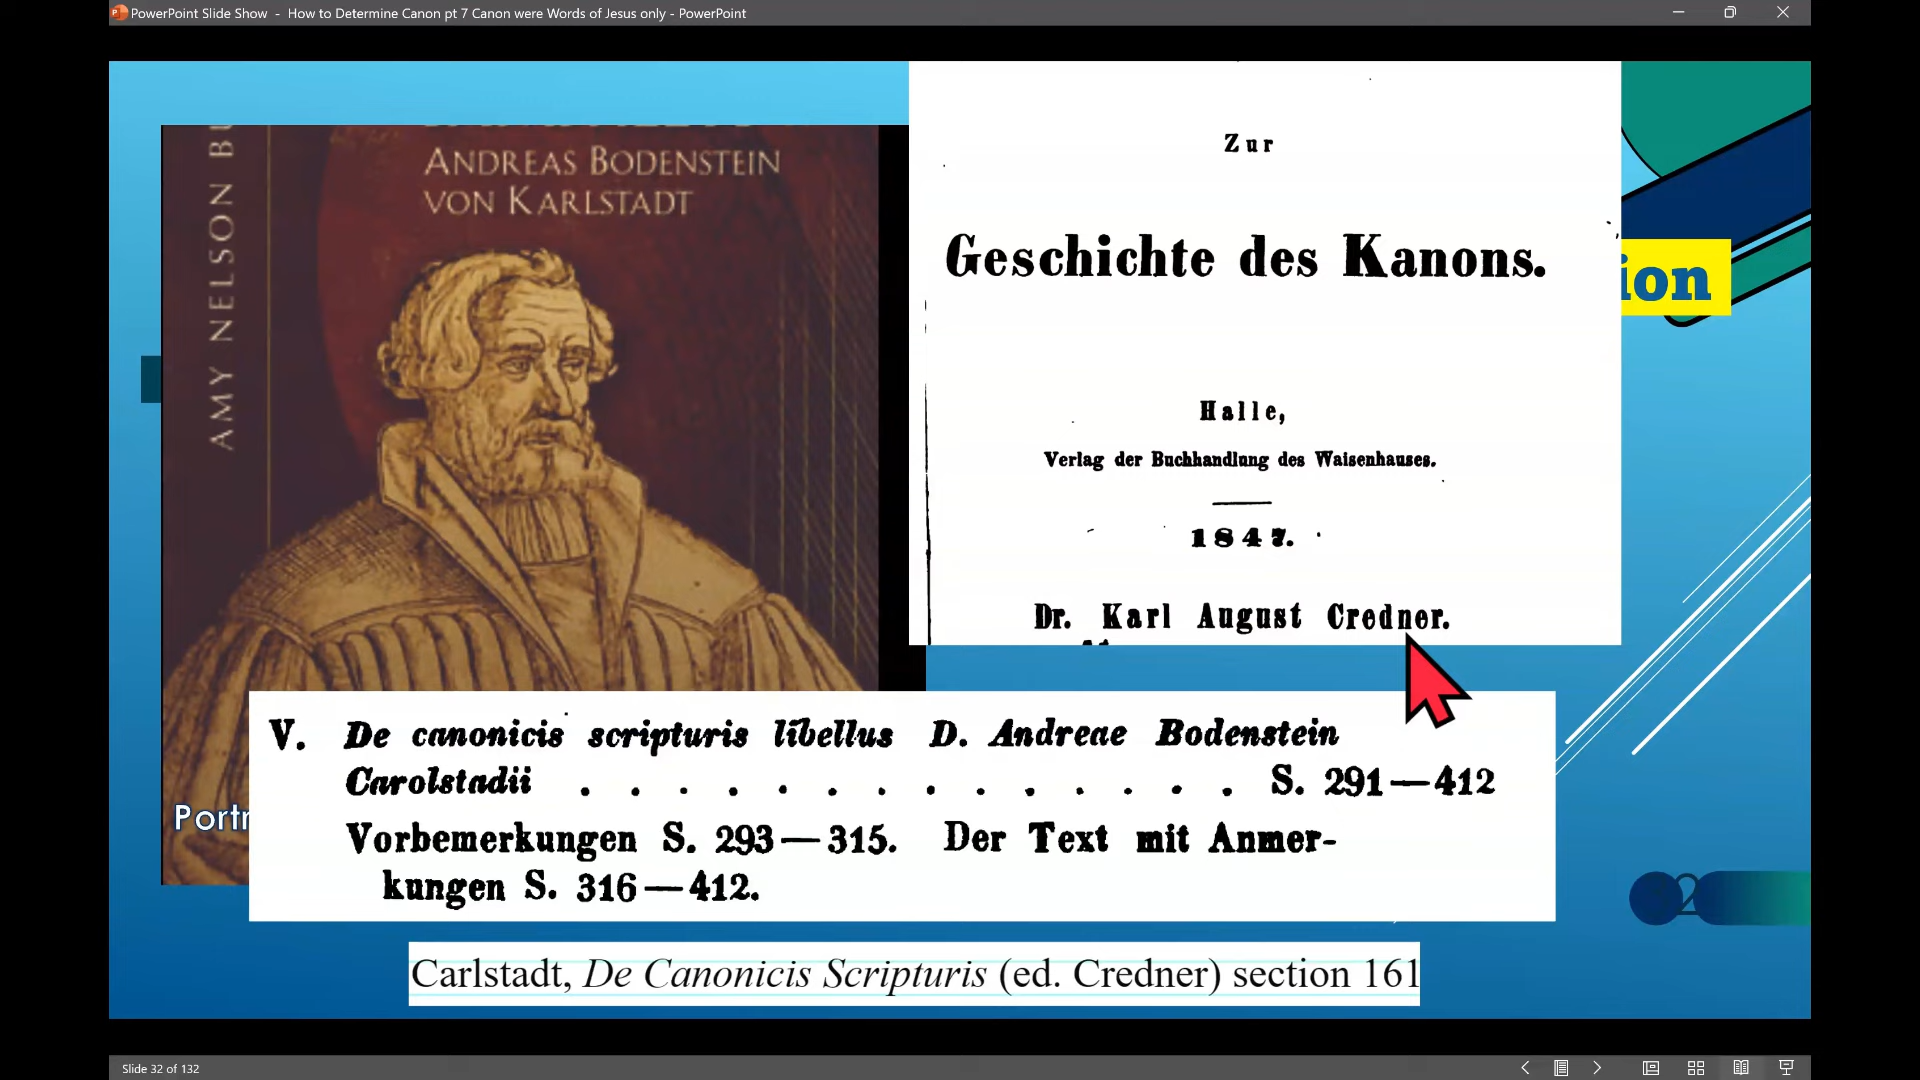 PowerPoint Slide Show - How to Determine Canon pt 7 Canon were Words of Jesus only - PowerPoint
AMY NELSON
ANDREAS BODENSTEIN
VON KARLSTADT
Zur
Geschichte des Kanons.
Halle,
Verlag der Buchhandlung des Waisenhauses.
1847.
Dr. Karl August Credner.
V. De canonicis scripturis libellus D. Andreae Bodenstein
Carolstadii . . . . . . . . . . . . . . S. 291—412
Vorbemerkungen S. 293—315. Der Text mit Anmer-
kungen S. 316—412.
Carlstadt, De Canonicis Scripturis (ed. Credner) section 161
Slide 32 of 132